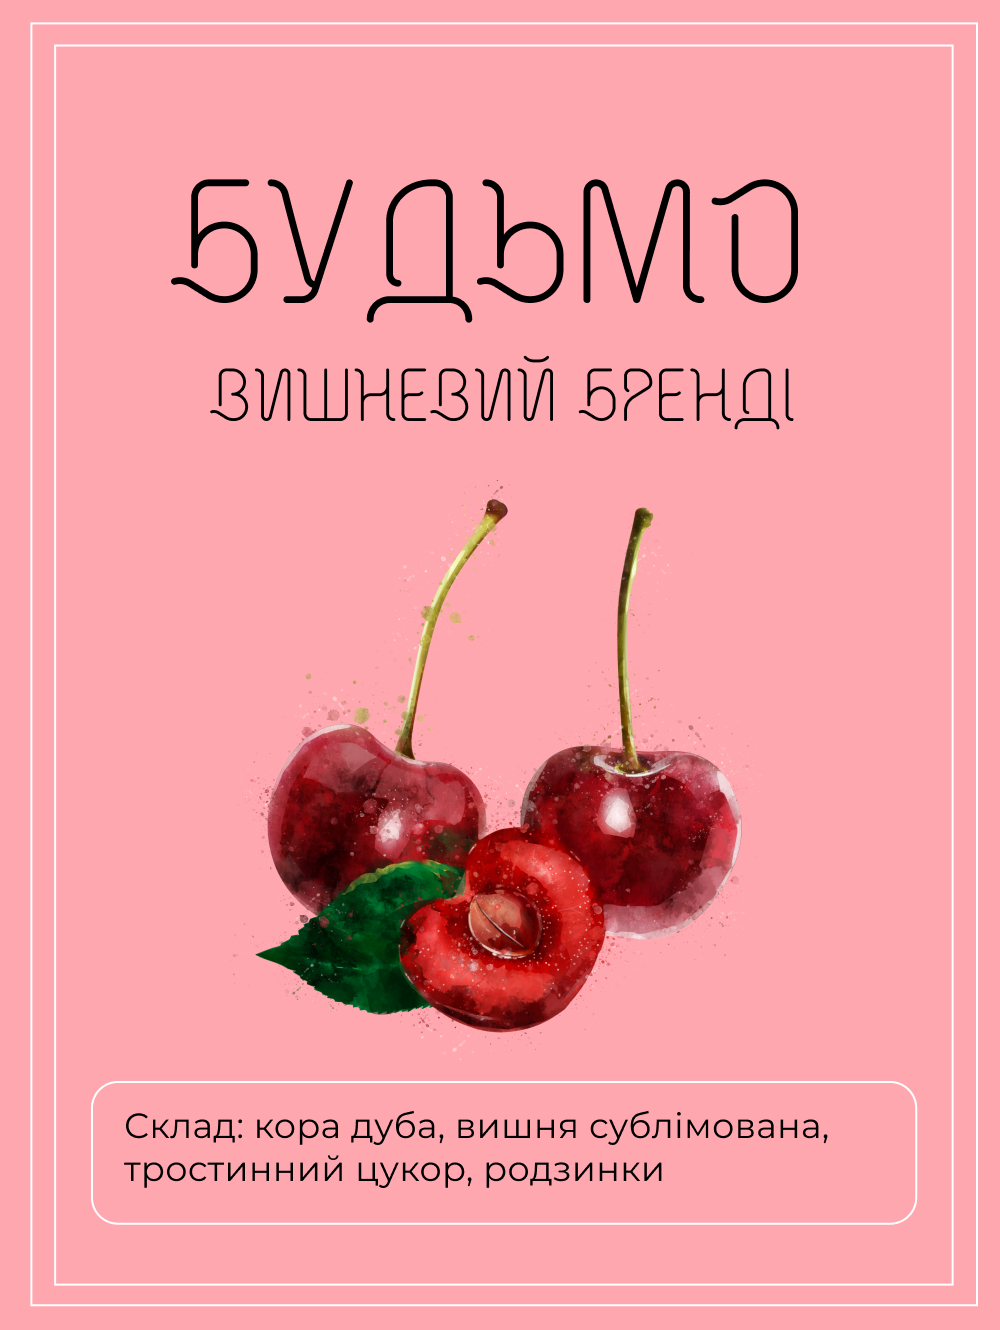 БУДЬМО
ВИШНЕВИЙ БРЕНДІ
Склад: кора дуба, вишня сублімована,
тростинний цукор, родзинки